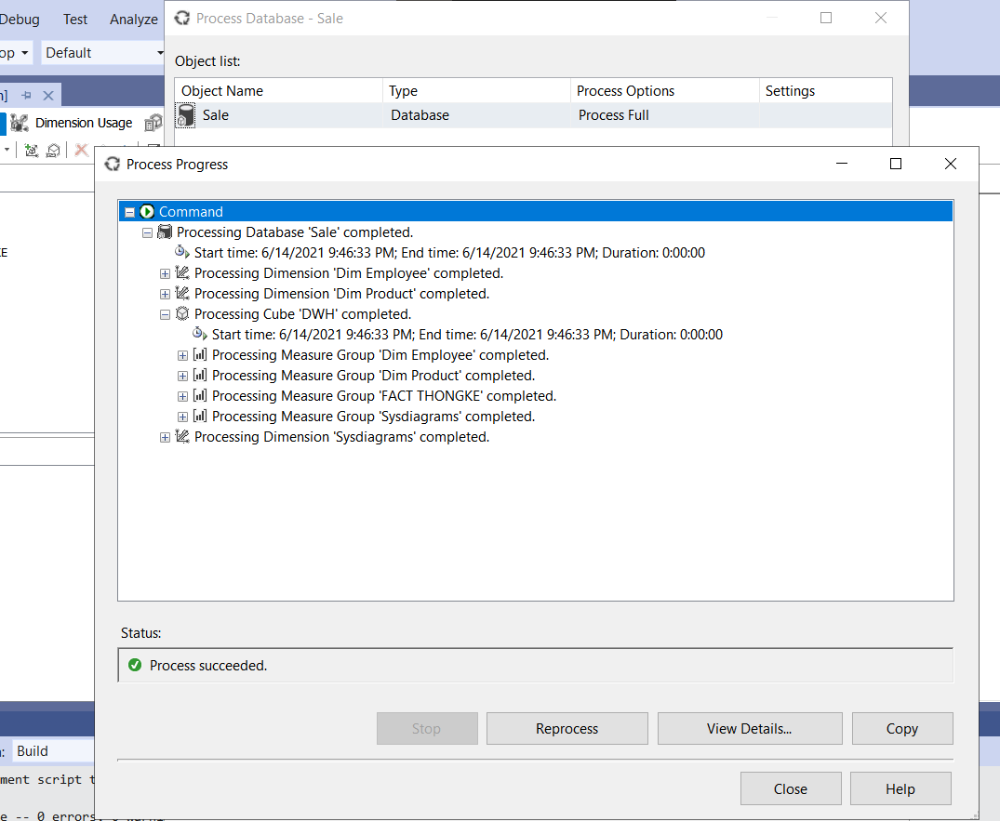 Debug Test Analyze
Process Database - Sale
Default
Object list:
Object Name Type Process Options Settings
Sale Database Process Full
Dimension Usage
Process Progress
Command
Processing Database 'Sale' completed.
Start time: 6/14/2021 9:46:33 PM; End time: 6/14/2021 9:46:33 PM; Duration: 0:00:00
Processing Dimension 'Dim Employee' completed.
Processing Dimension 'Dim Product' completed.
Processing Cube 'DWH' completed.
Start time: 6/14/2021 9:46:33 PM; End time: 6/14/2021 9:46:33 PM; Duration: 0:00:00
Processing Measure Group 'Dim Employee' completed.
Processing Measure Group 'Dim Product' completed.
Processing Measure Group 'FACT THONGKE' completed.
Processing Measure Group 'Sysdiagrams' completed.
Processing Dimension 'Sysdiagrams' completed.
Status:
Process succeeded.
Stop Reprocess View Details... Copy
Build
ment script t
Close Help
e -- 0 errors,